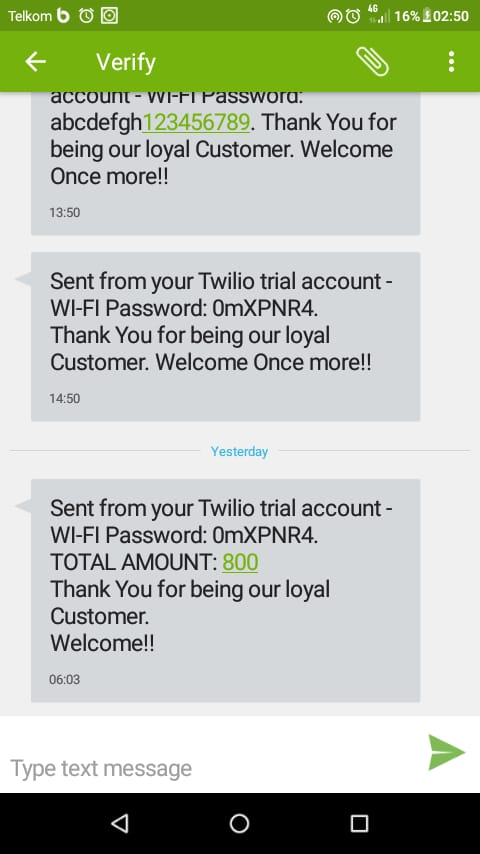 Telkom 4G 16% 02:50
Verify
account - WI-FI Password:
abcdefgh123456789. Thank You for
being our loyal Customer. Welcome
Once more!!
13:50
Sent from your Twilio trial account -
WI-FI Password: 0mXPNR4.
Thank You for being our loyal
Customer. Welcome Once more!!
14:50
Yesterday
Sent from your Twilio trial account -
WI-FI Password: 0mXPNR4.
TOTAL AMOUNT: 800
Thank You for being our loyal
Customer.
Welcome!!
06:03
Type text message